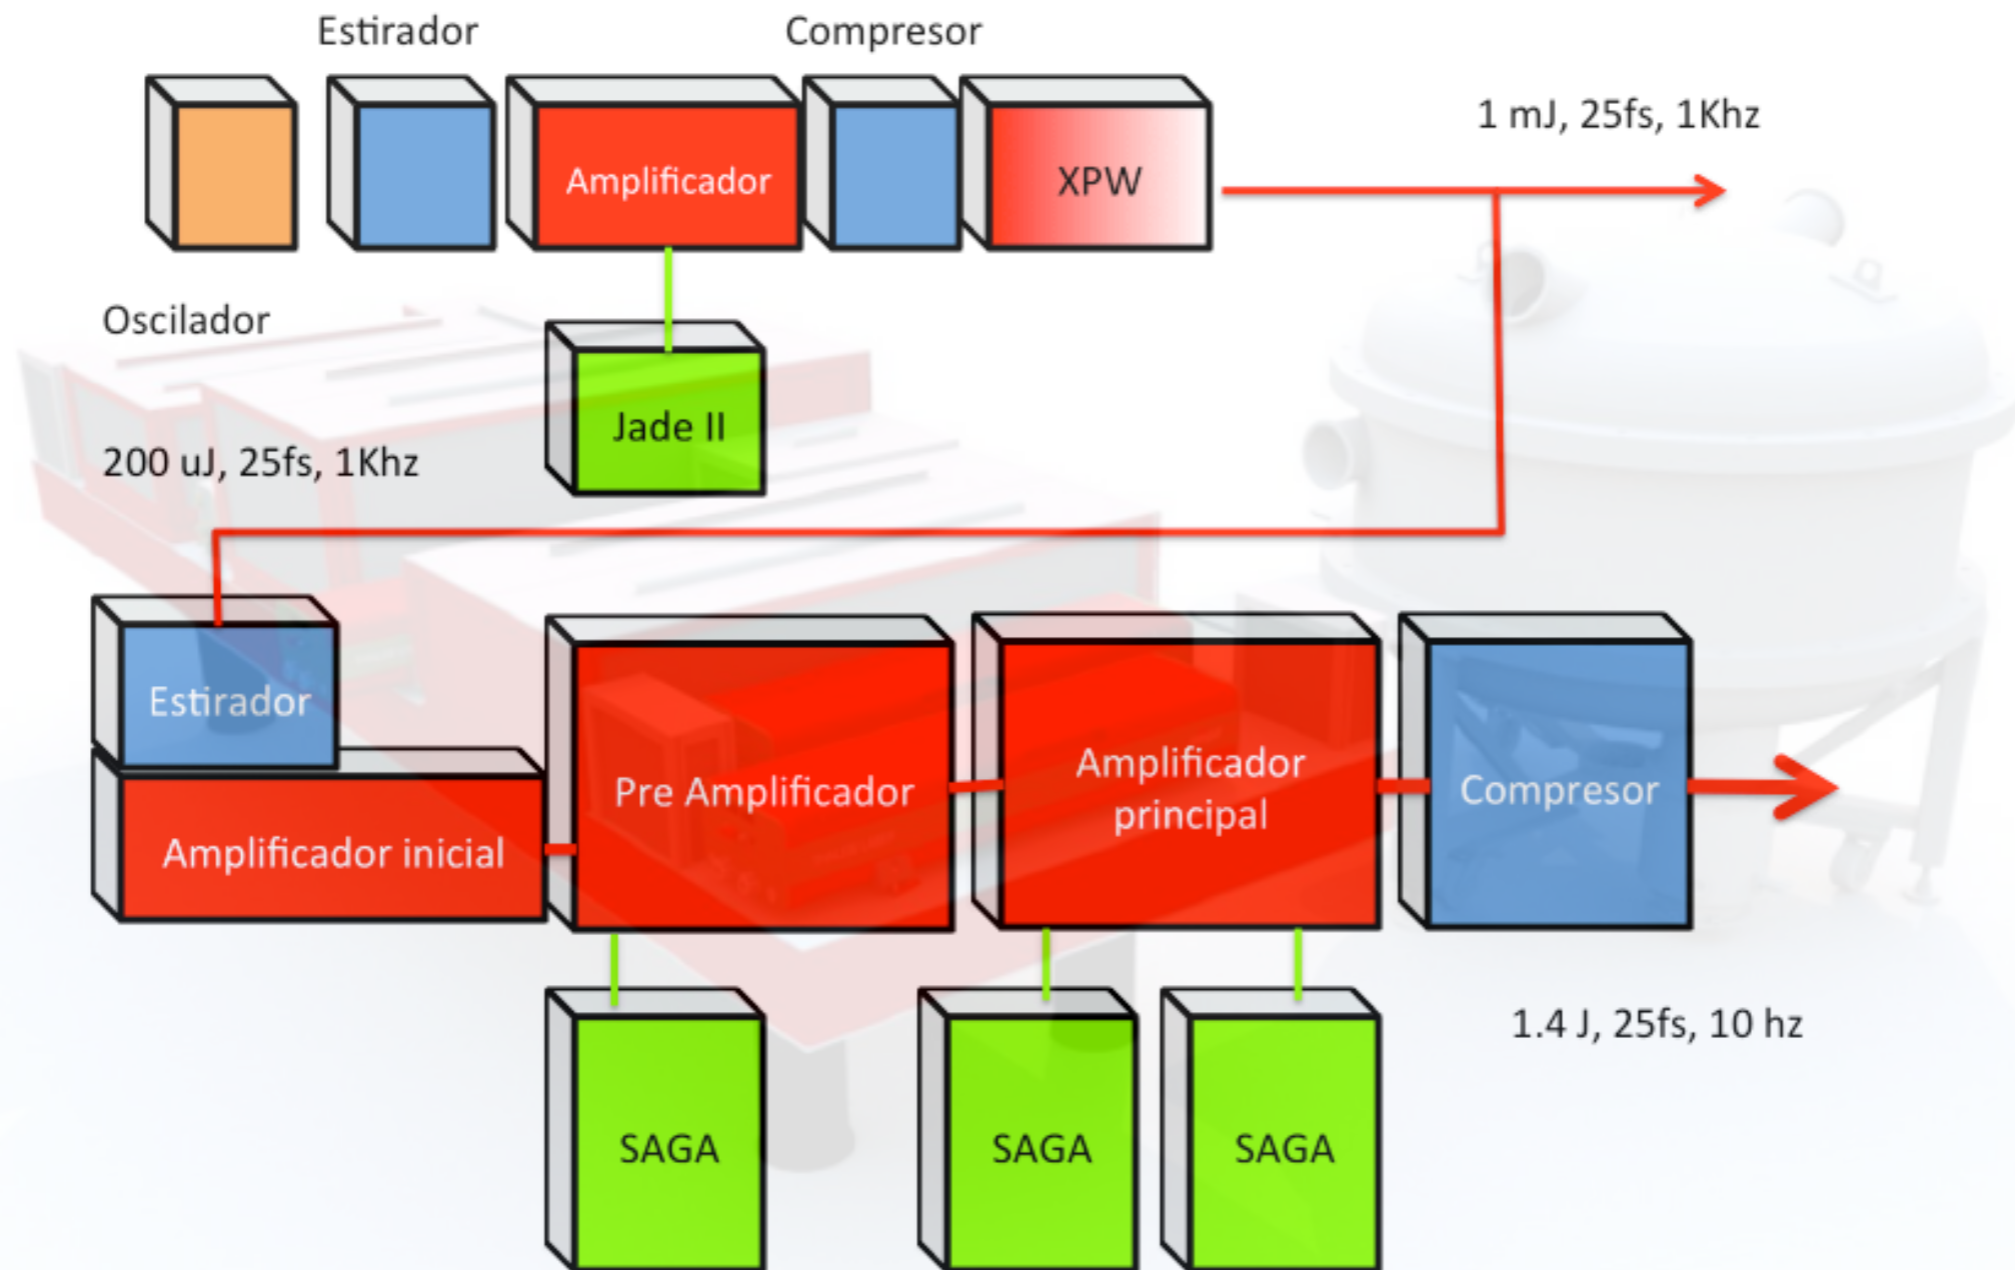 Estirador
Compresor
1 mJ, 25fs, 1Khz
Amplificador
XPW
Oscilador
Jade II
200 uJ, 25fs, 1Khz
Estirador
Pre Amplificador
Amplificador
principal
Compresor
Amplificador inicial
1.4 J, 25fs, 10 hz
SAGA
SAGA
SAGA